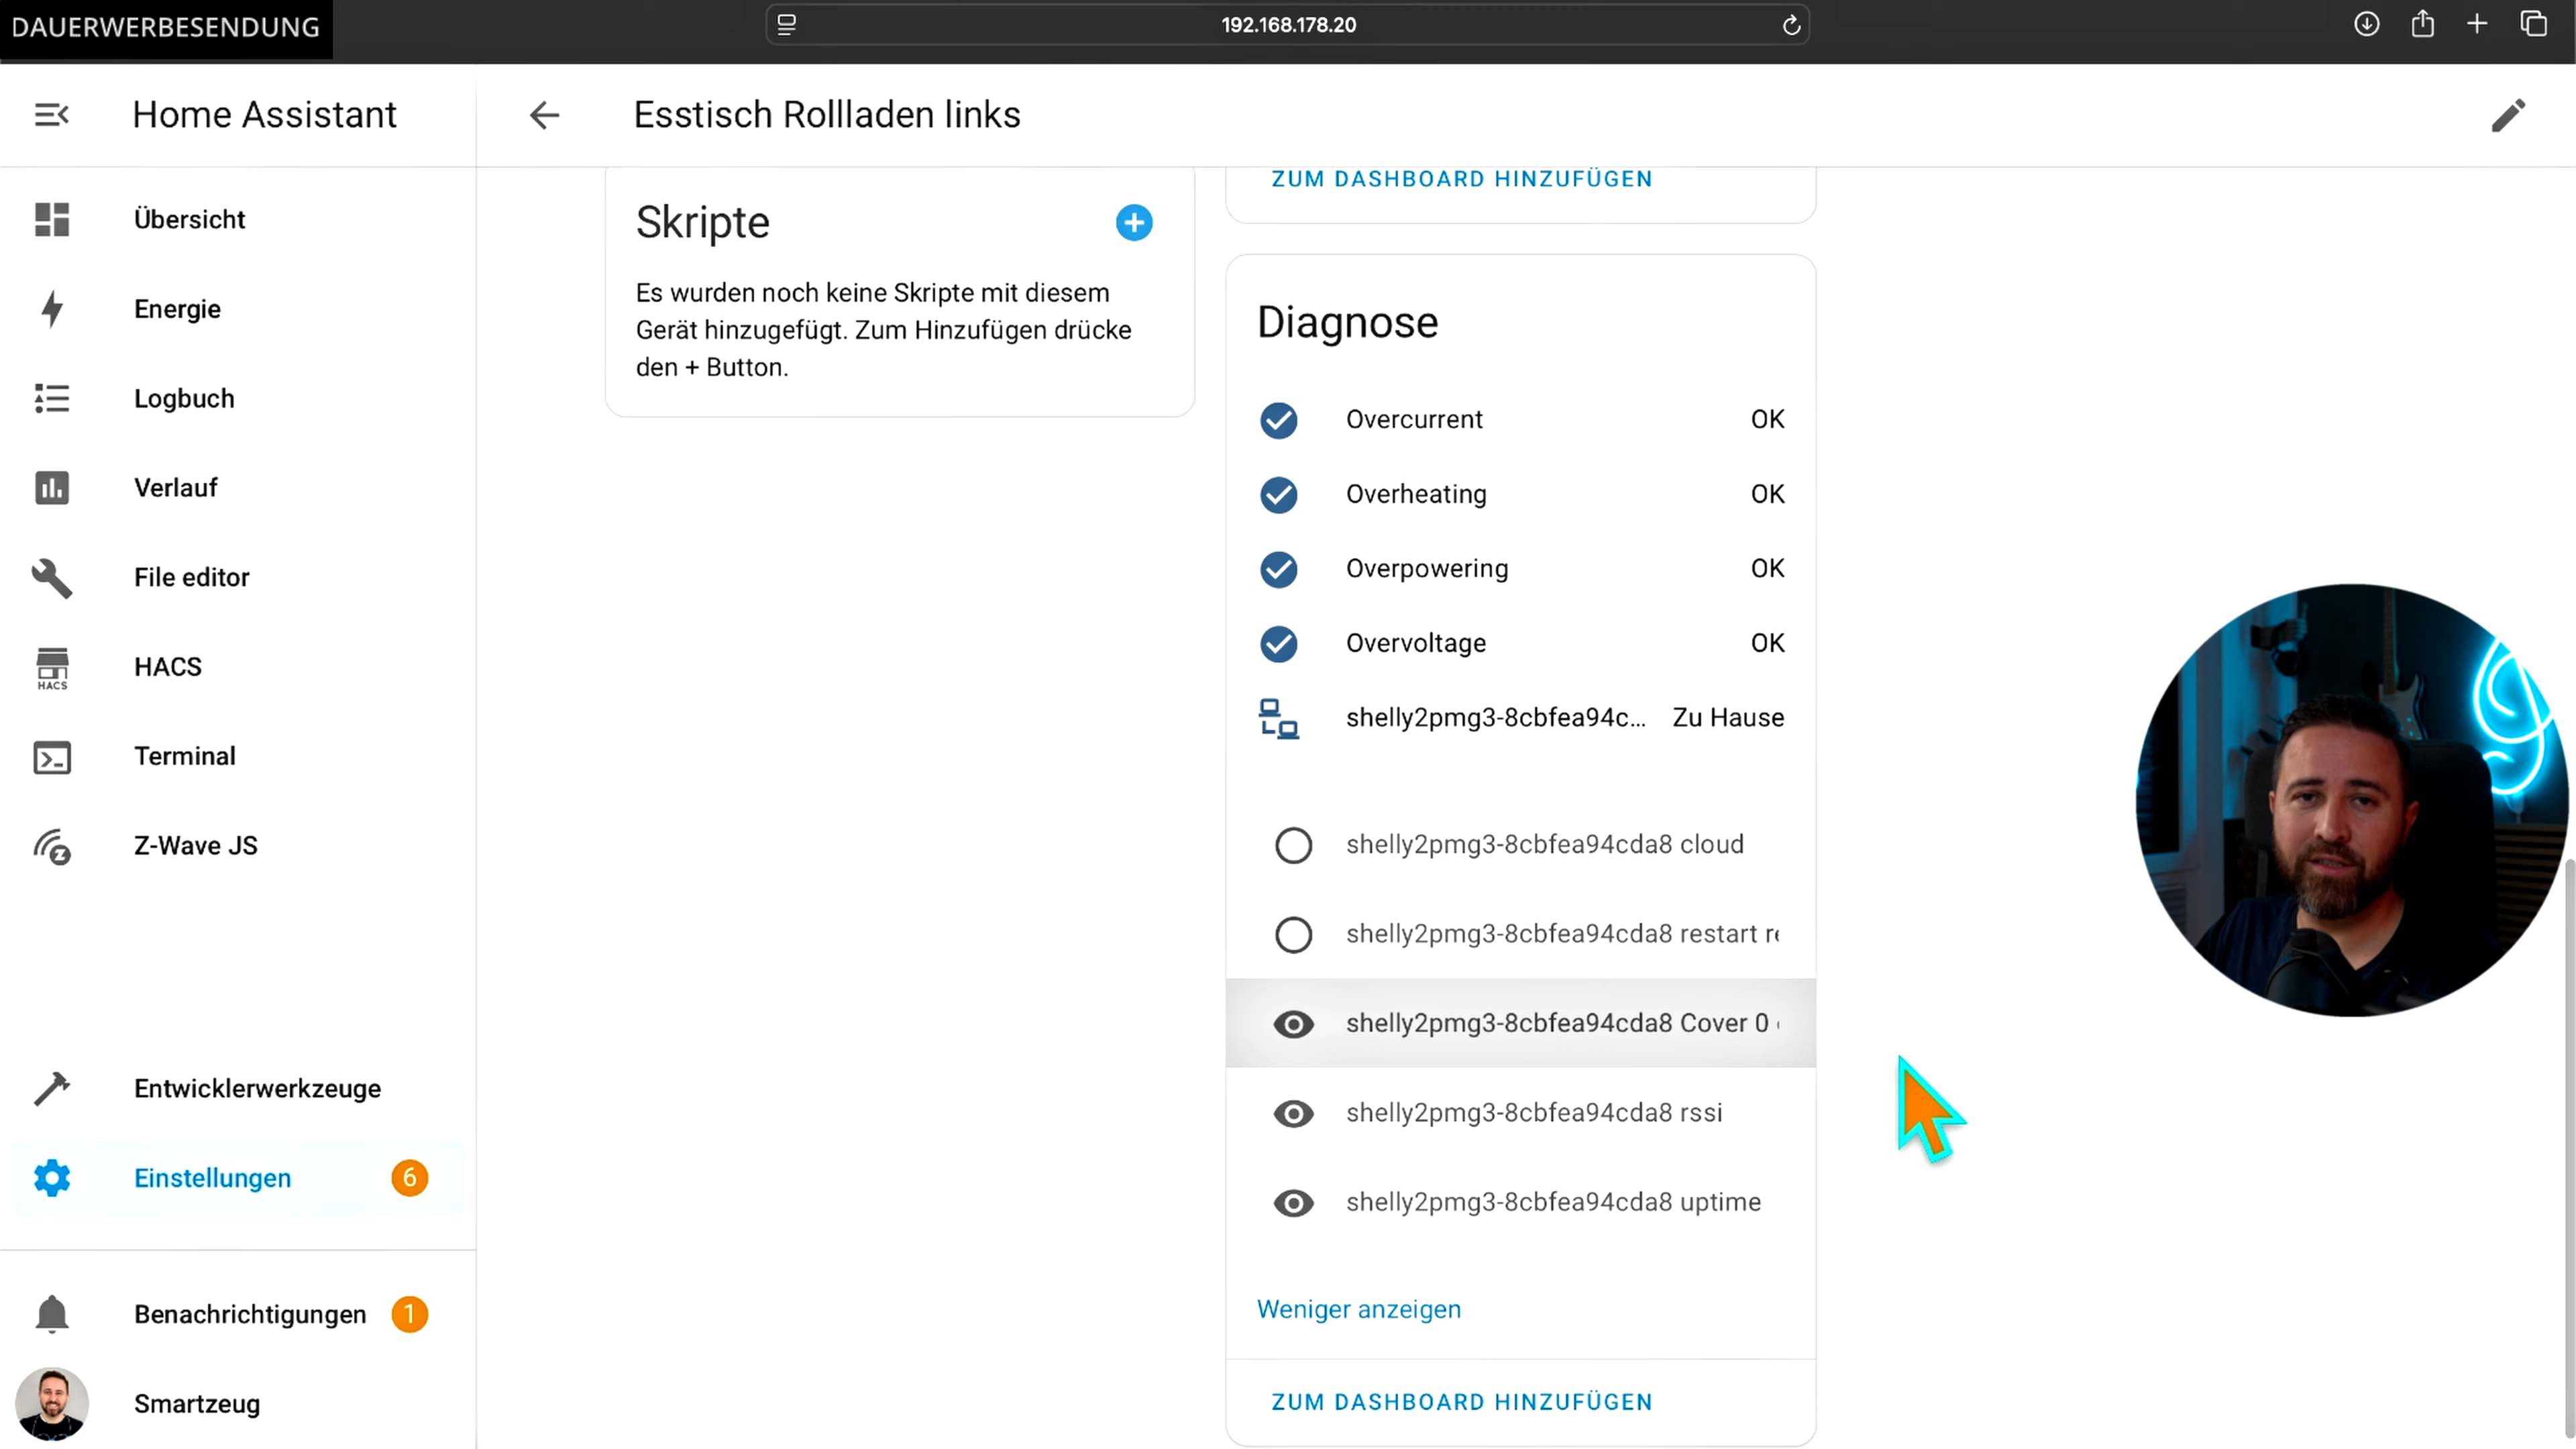 DAUERWERBESENDUNG
192.168.178.20
Home Assistant
Esstisch Rollladen links
Übersicht
Energie
Logbuch
Verlauf
File editor
HACS
HACS
Terminal
Z-Wave JS
Entwicklerwerkzeuge
Einstellungen 6
Benachrichtigungen 1
Smartzeug
Skripte
Es wurden noch keine Skripte mit diesem
Gerät hinzugefügt. Zum Hinzufügen drücke
den + Button.
ZUM DASHBOARD HINZUFÜGEN
Diagnose
Overcurrent OK
Overheating OK
Overpowering OK
Overvoltage OK
shelly2pmg3-8cbfea94c... Zu Hause
shelly2pmg3-8cbfea94cda8 cloud
shelly2pmg3-8cbfea94cda8 restart
shelly2pmg3-8cbfea94cda8 Cover 0
shelly2pmg3-8cbfea94cda8 rssi
shelly2pmg3-8cbfea94cda8 uptime
Weniger anzeigen
ZUM DASHBOARD HINZUFÜGEN